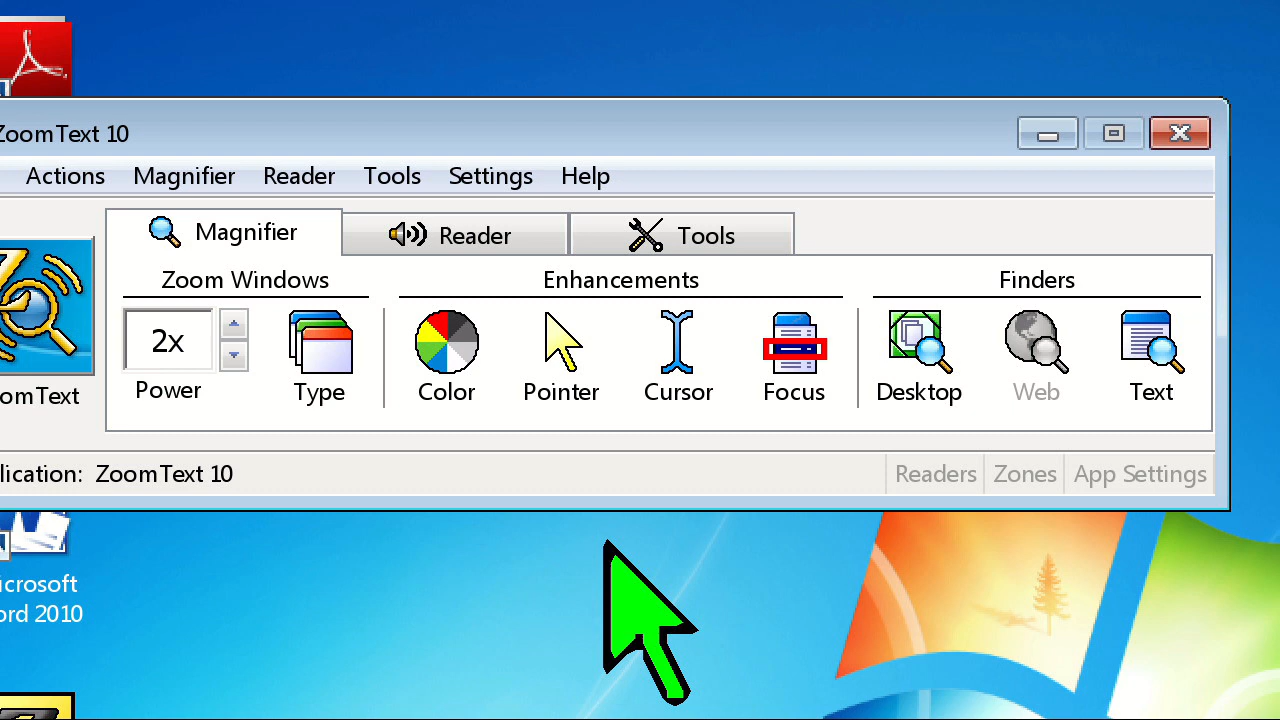 ZoomText 10
Actions Magnifier Reader Tools Settings Help
Magnifier Reader Tools
Zoom Windows Enhancements Finders
2x
Power Type Color Pointer Cursor Focus Desktop Web Text
omText
lication: ZoomText 10 Readers Zones App Settings
icrosoft
ord 2010